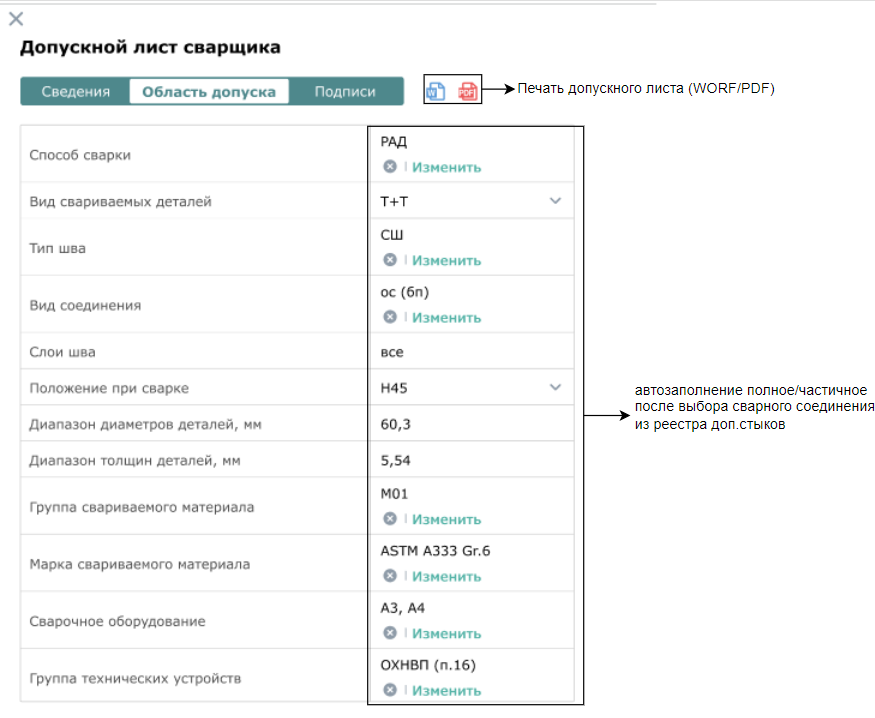 Допускной лист сварщика
Сведения
Область допуска
Подписи
W
PDF
Печать допускного листа (WORF/PDF)
Способ сварки
РАД
Изменить
Вид свариваемых деталей
Т+Т
Тип шва
СШ
Изменить
Вид соединения
ос (бп)
Изменить
Слои шва
все
Положение при сварке
Н45
Диапазон диаметров деталей, мм
60,3
Диапазон толщин деталей, мм
5,54
Группа свариваемого материала
М01
Изменить
Марка свариваемого материала
ASTM A333 Gr.6
Изменить
Сварочное оборудование
А3, А4
Изменить
Группа технических устройств
ОХНВП (п.16)
Изменить
автозаполнение полное/частичное
после выбора сварного соединения
из реестра доп.стыков